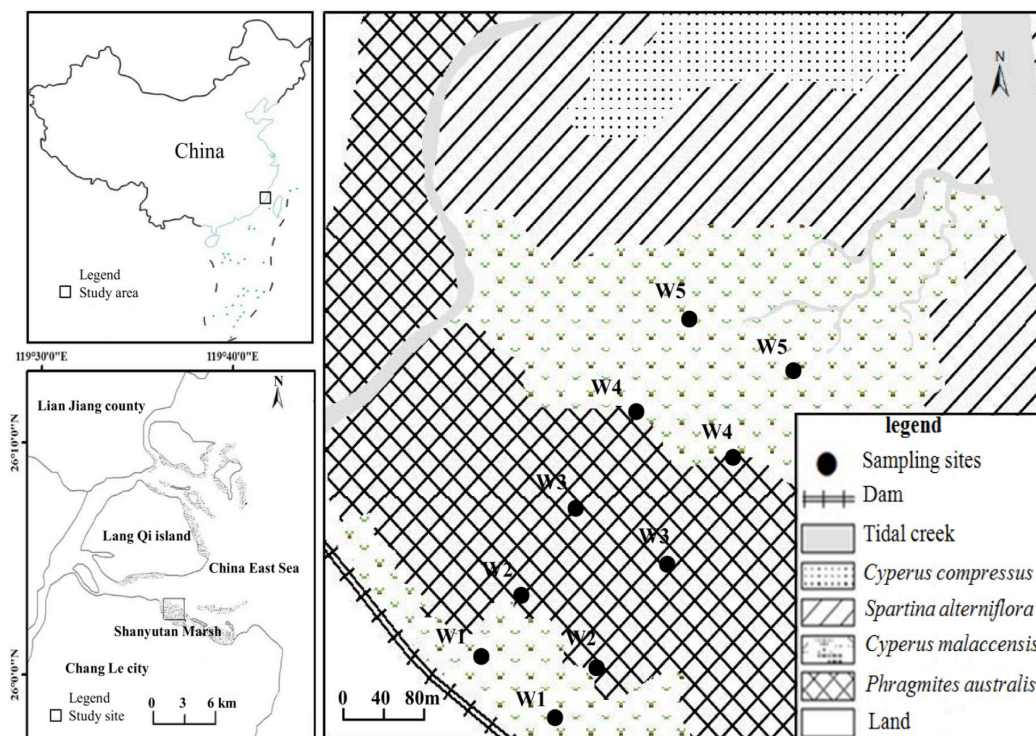 China
Legend
Study area
119°30'0"E
119°40'0"E
N
Lian Jiang county
26°10'0"N
Lang Qi island
China East Sea
Shanyutan Marsh
26°0'0"N
Chang Le city
Legend
Study site
0 3 6 km
N
W5
W5
W4
W4
W3
W3
W2
W1
W2
W1
0 40 80m
legend
Sampling sites
Dam
Tidal creek
Cyperus compressus
Spartina alterniflora
Cyperus malaccensis
Phragmites australis
Land